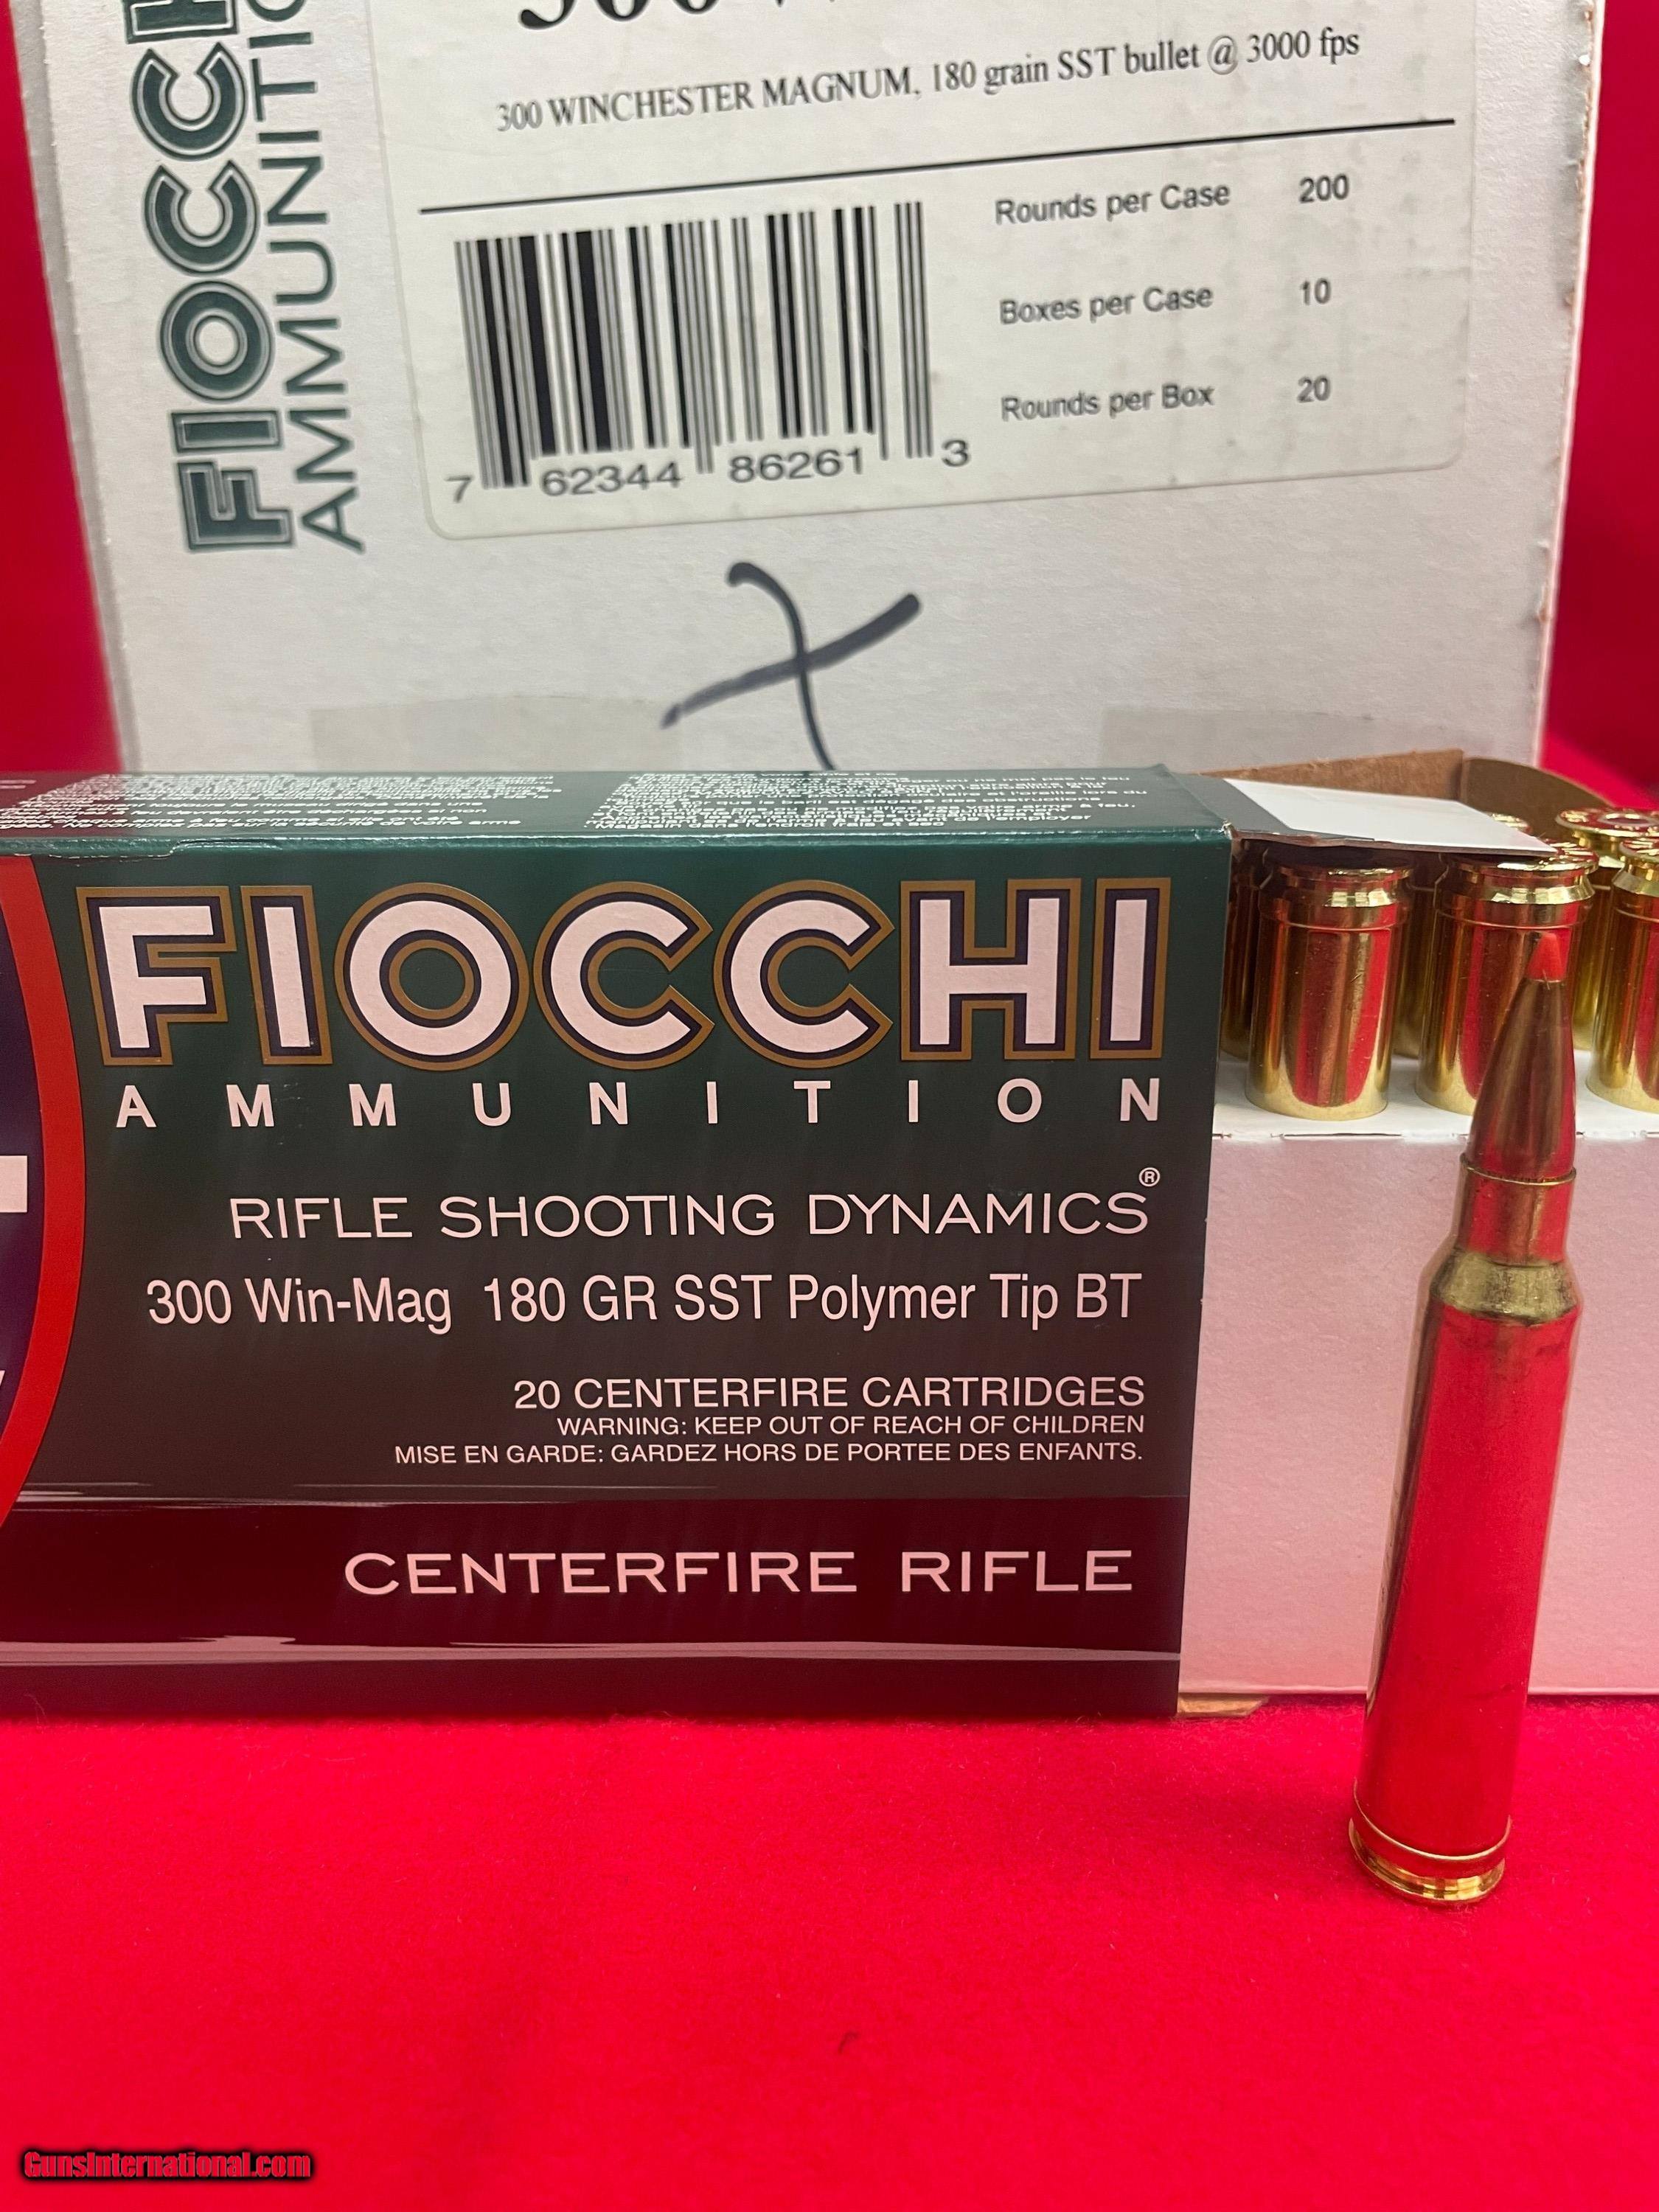 FIOCCH
AMMUNITIO
300 WINCHESTER MAGNUM, 180 grain SST bullet @ 3000 fps
Rounds per Case 200
Boxes per Case 10
Rounds per Box 20
7 62344 86261 3
FIOCCHI
AMMUNITION
RIFLE SHOOTING DYNAMICS®
300 Win-Mag 180 GR SST Polymer Tip BT
20 CENTERFIRE CARTRIDGES
WARNING: KEEP OUT OF REACH OF CHILDREN
MISE EN GARDE: GARDEZ HORS DE PORTEE DES ENFANTS.
CENTERFIRE RIFLE
GunsInternational.com